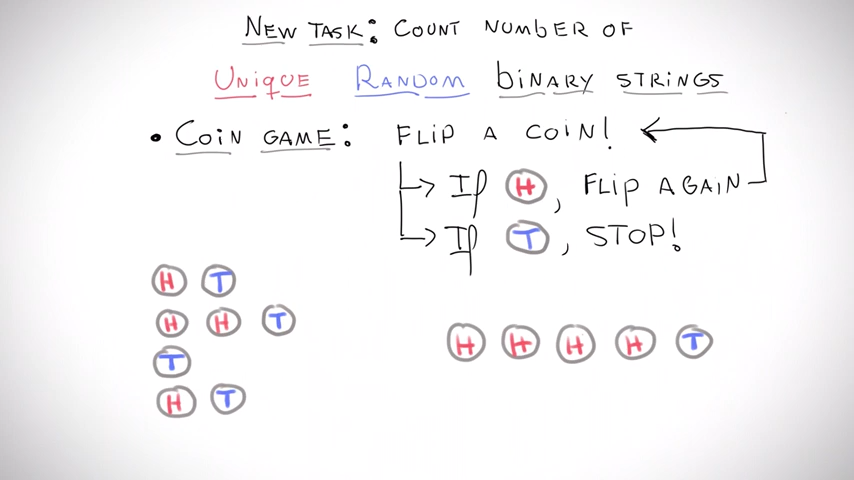 NEW TASK: COUNT NUMBER OF
UNIQUE RANDOM BINARY STRINGS
• COIN GAME: FLIP A COIN!
If H, FLIP AGAIN
If T, STOP!
H T
H H T
T
H T
H H H H T